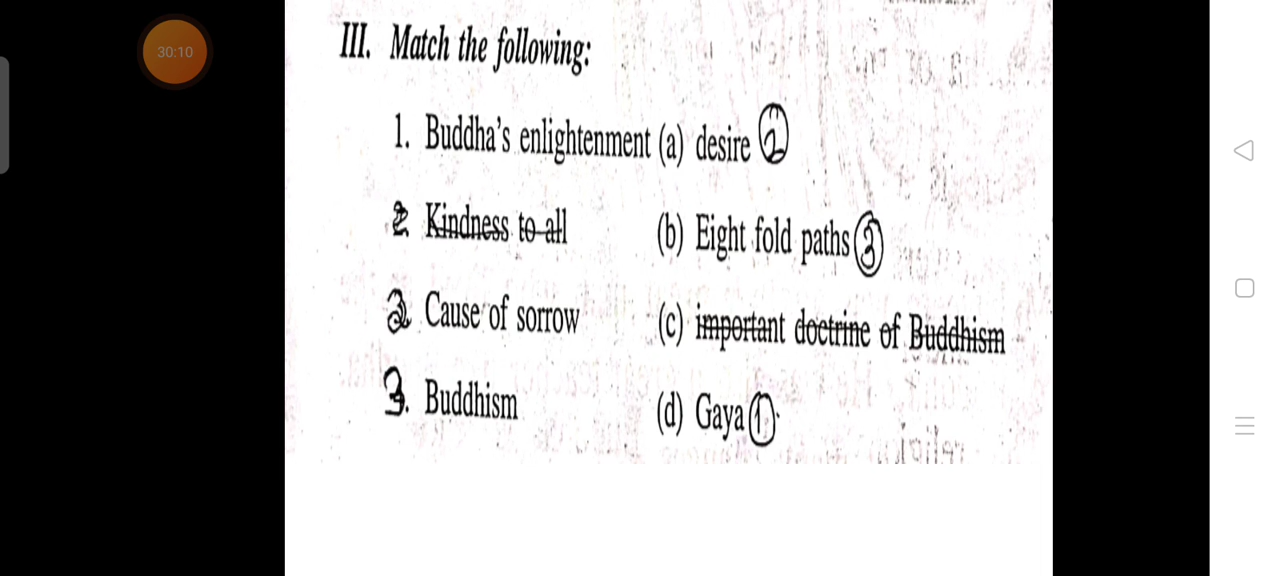 30:10
III. Match the following:
1. Buddha's enlightenment (a) desire 2
2 Kindness to all (b) Eight fold paths 3
2 Cause of sorrow (c) important doctrine of Buddhism
3. Buddhism (d) Gaya 1